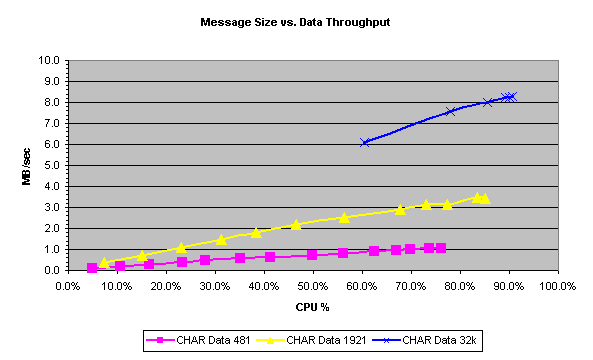 Message Size vs. Data Throughput
10.0
9.0
8.0
7.0
6.0
5.0
4.0
3.0
2.0
1.0
0.0
MB/sec
0.0% 10.0% 20.0% 30.0% 40.0% 50.0% 60.0% 70.0% 80.0% 90.0% 100.0%
CPU %
CHAR Data 481 CHAR Data 1921 CHAR Data 32k